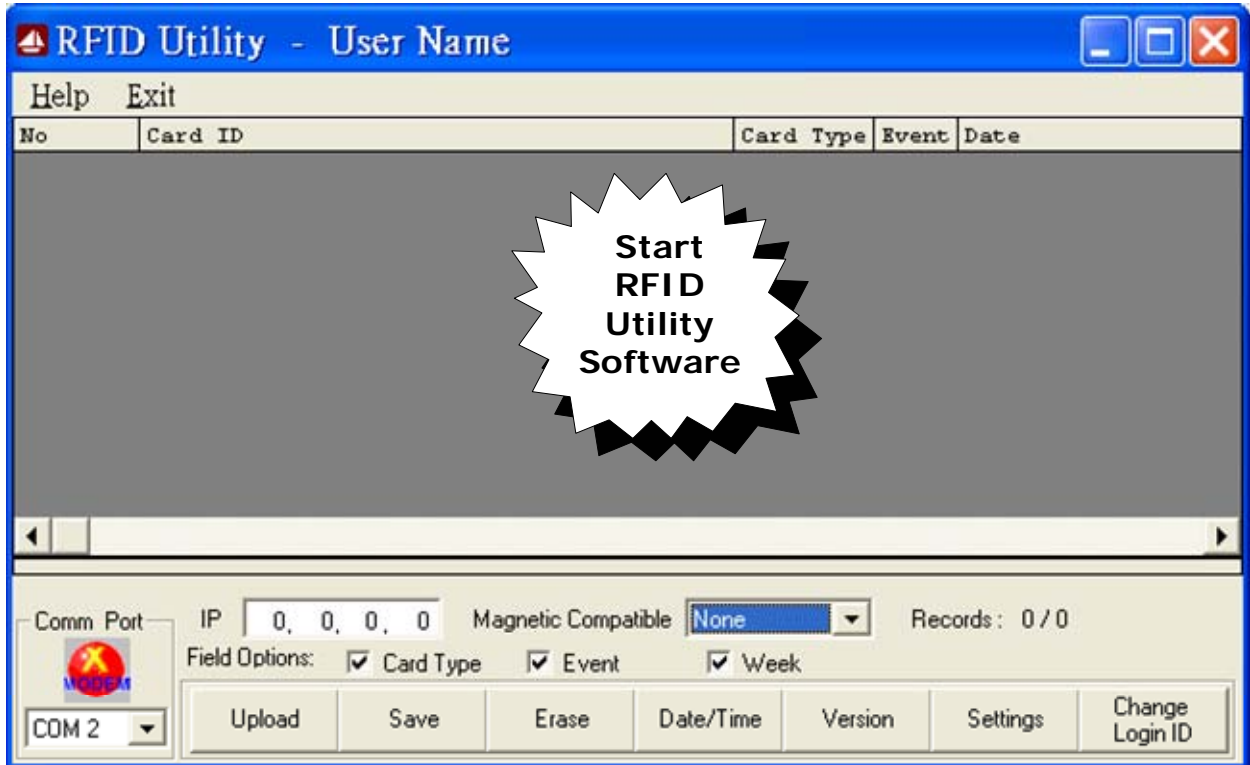 RFID Utility - User Name
Help Exit
No Card ID Card Type Event Date
Start
RFID
Utility
Software
Comm Port IP 0, 0, 0, 0 Magnetic Compatible None Records : 0 / 0
MODEM Field Options: Card Type Event Week
COM 2 Upload Save Erase Date/Time Version Settings Change
Login ID